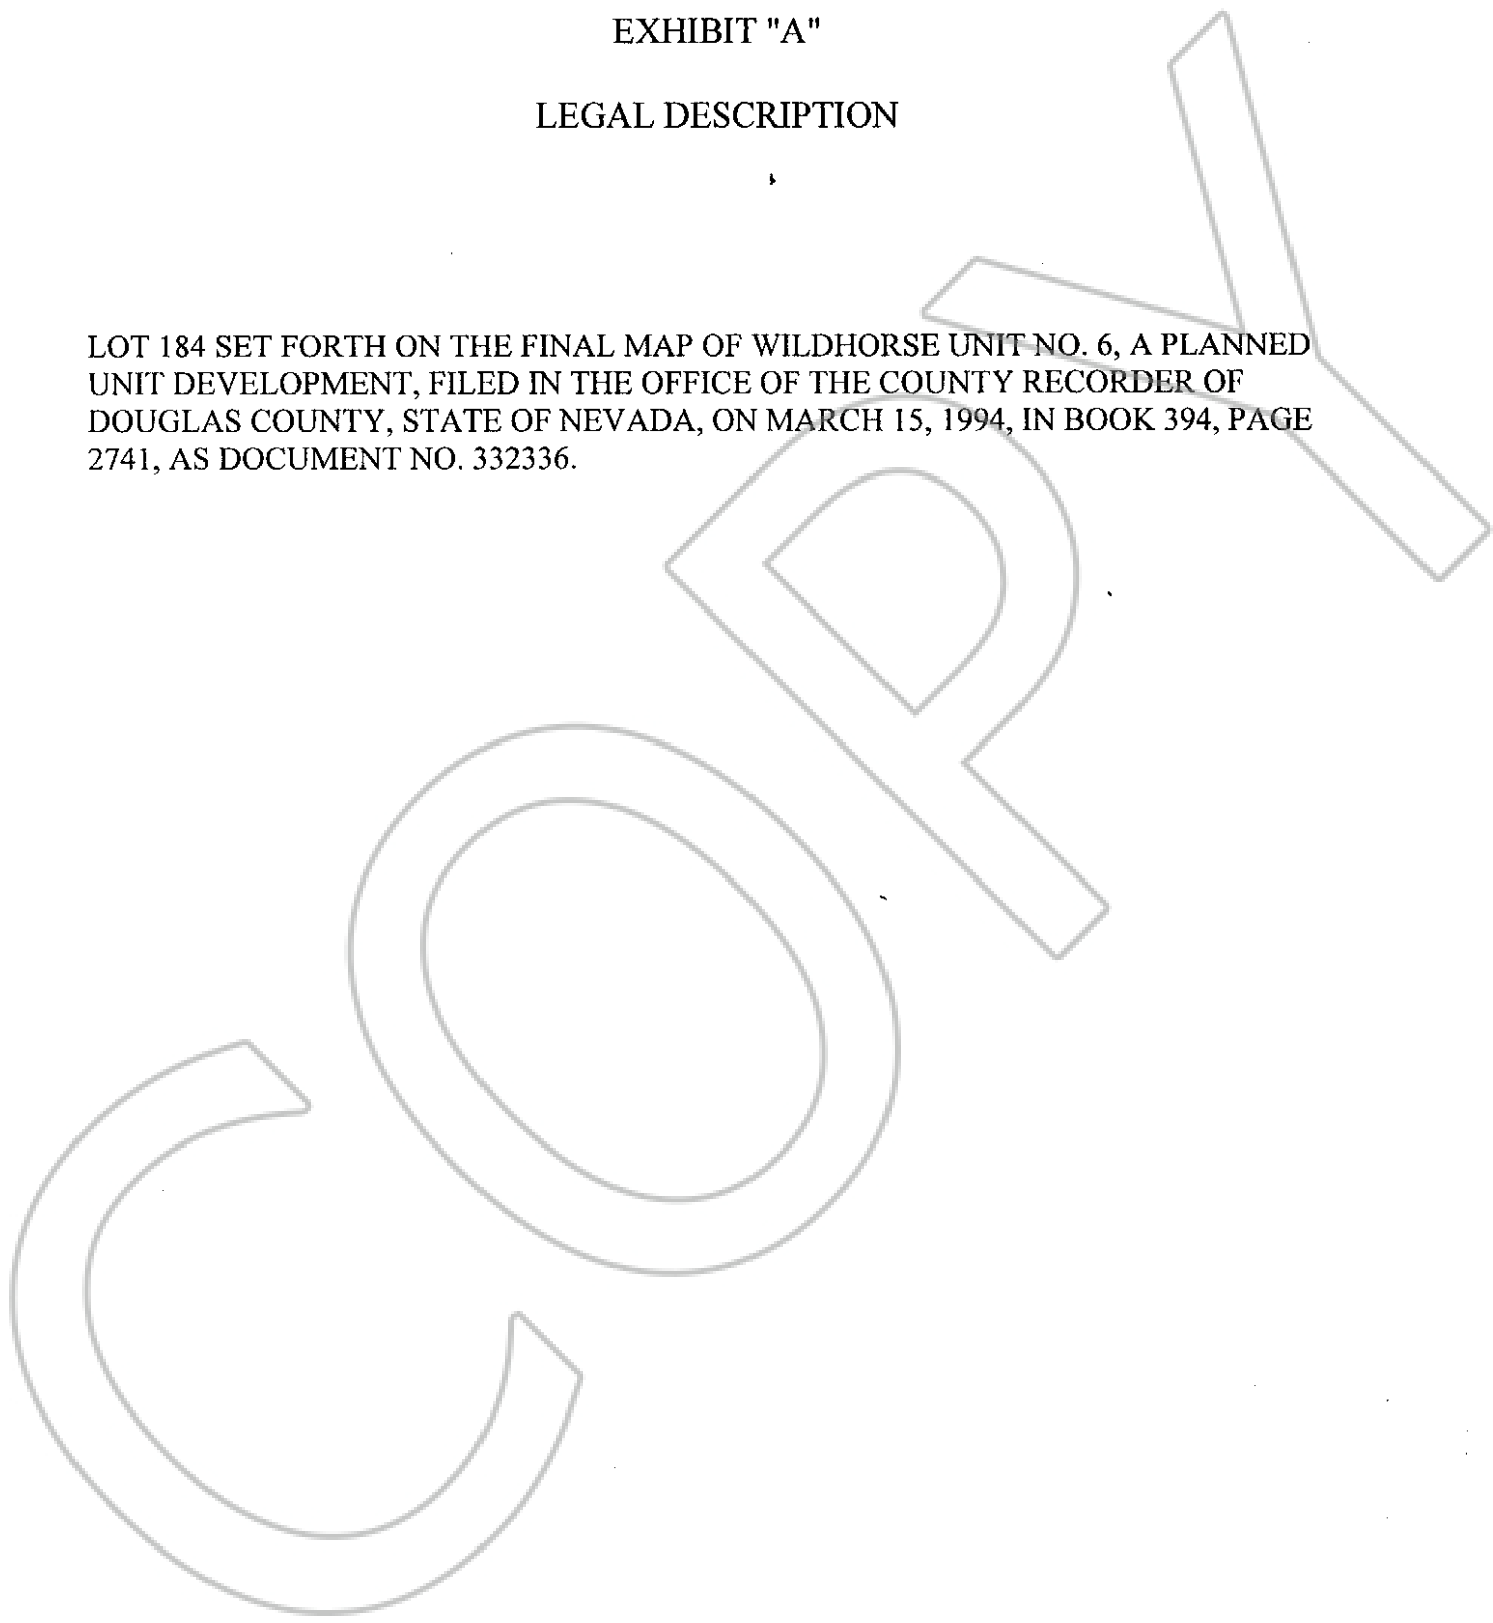 EXHIBIT "A"
LEGAL DESCRIPTION
LOT 184 SET FORTH ON THE FINAL MAP OF WILDHORSE UNIT NO. 6, A PLANNED
UNIT DEVELOPMENT, FILED IN THE OFFICE OF THE COUNTY RECORDER OF
DOUGLAS COUNTY, STATE OF NEVADA, ON MARCH 15, 1994, IN BOOK 394, PAGE
2741, AS DOCUMENT NO. 332336.
COPY